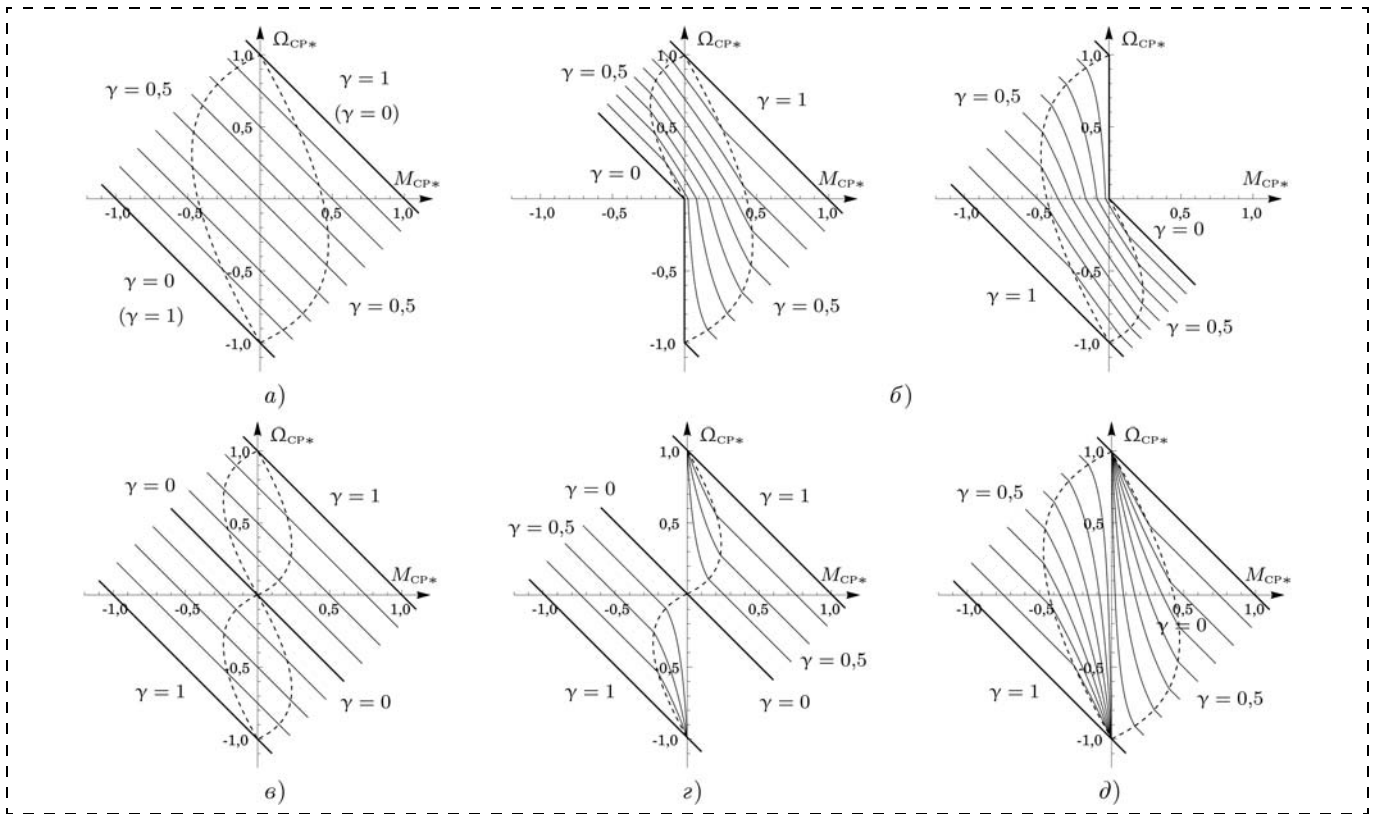 Ω_CP*
1,0
γ = 1
(γ = 0)
γ = 0,5
0,5
M_CP*
-1,0 -0,5 0,5 1,0
-0,5
γ = 0
(γ = 1)
γ = 0,5
-1,0
а)
Ω_CP*
1,0
γ = 0,5
γ = 1
0,5
γ = 0
M_CP*
-1,0 0,5 1,0
-0,5
γ = 0,5
-1,0
Ω_CP*
1,0
γ = 0,5
0,5
M_CP*
-1,0 -0,5 0,5 1,0
γ = 0
-0,5
γ = 1
γ = 0,5
-1,0
б)
Ω_CP*
1,0
γ = 0
γ = 1
0,5
M_CP*
-1,0 -0,5 0,5 1,0
-0,5
γ = 1
γ = 0
-1,0
в)
Ω_CP*
1,0
γ = 0
γ = 1
0,5
γ = 0,5
M_CP*
-1,0 -0,5 0,5 1,0
-0,5
γ = 0,5
γ = 1
γ = 0
-1,0
г)
Ω_CP*
1,0
γ = 0,5
γ = 1
0,5
M_CP*
-1,0 -0,5 0,5 1,0
γ = 0
-0,5
γ = 1
γ = 0,5
-1,0
д)